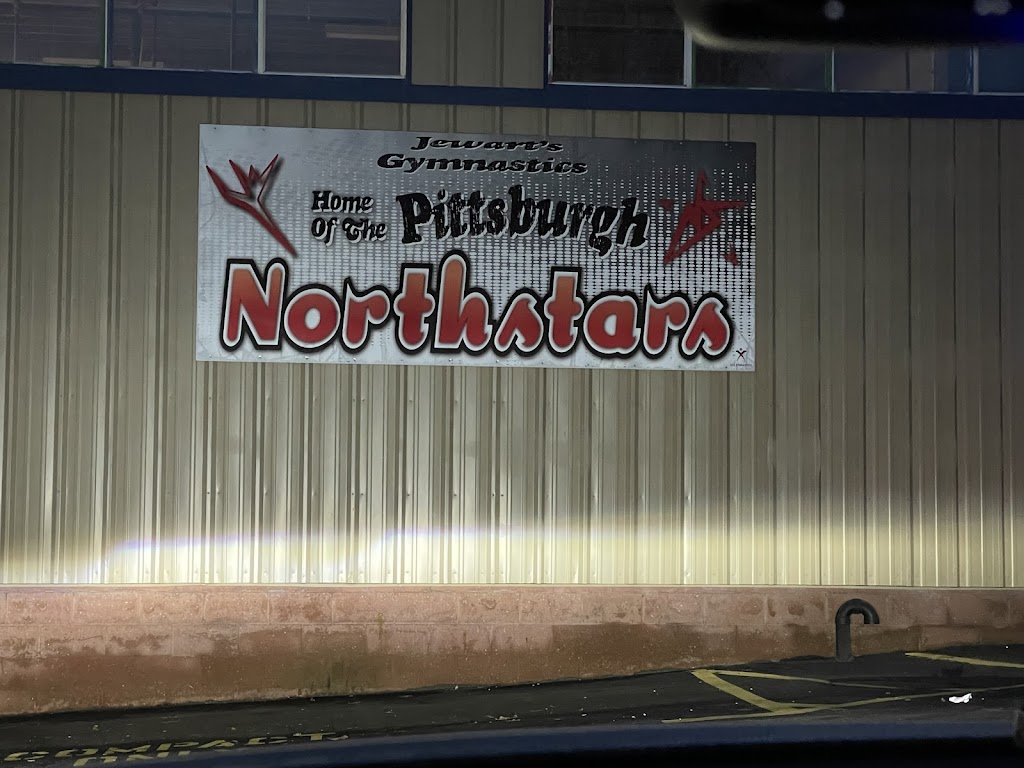 Jewart's
Gymnastics
Home
Of The
Pittsburgh
Northstars
COMPACT